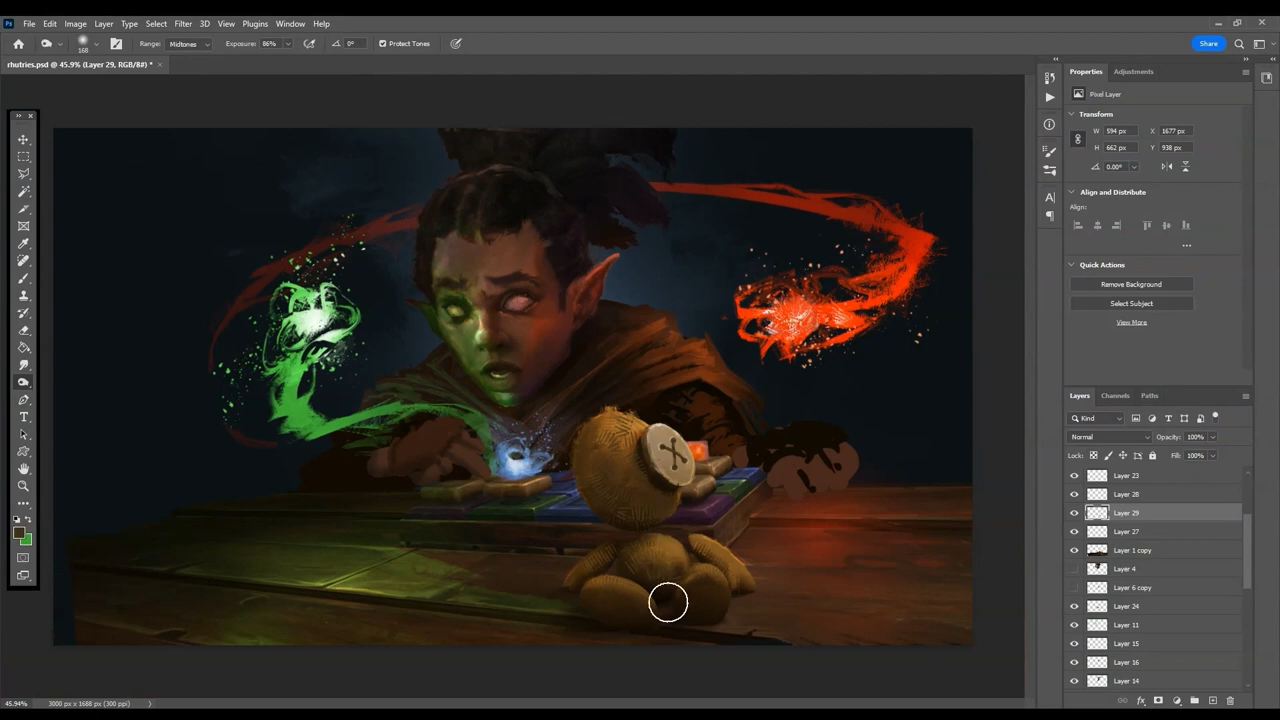 Ps File Edit Image Layer Type Select Filter 3D View Plugins Window Help
168 Range: Midtones Exposure: 86% 0° Protect Tones Share
rhutries.psd @ 45.9% (Layer 29, RGB/8#) * ×
Properties Adjustments
Pixel Layer
Transform
W 594 px X 1677 px
H 662 px Y 938 px
0.00°
Align and Distribute
Align:
Quick Actions
Remove Background
Select Subject
View More
Layers Channels Paths
Kind
Normal Opacity: 100%
Lock: Fill: 100%
Layer 23
Layer 28
Layer 29
Layer 27
Layer 1 copy
Layer 4
Layer 6 copy
Layer 24
Layer 11
Layer 15
Layer 16
Layer 14
45.94% 3000 px x 1688 px (300 ppi)